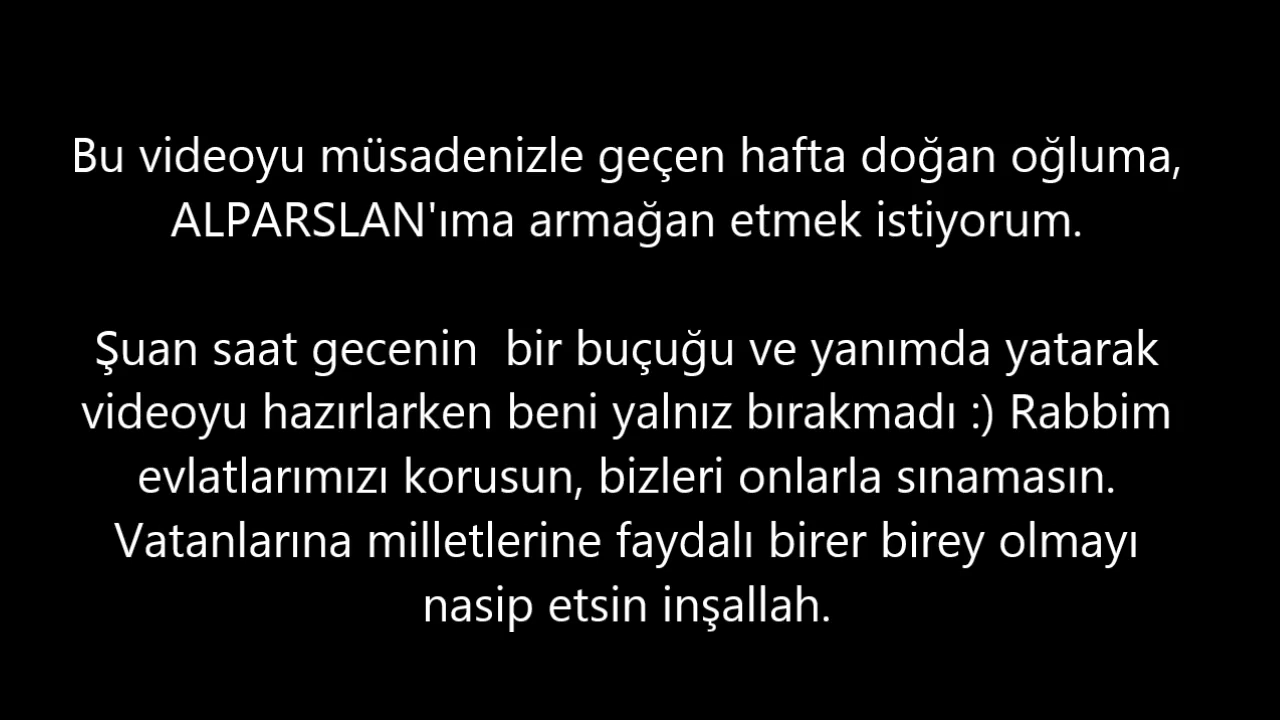 Bu videoyu müsadenizle geçen hafta doğan oğluma,
ALPARSLAN'ıma armağan etmek istiyorum.
Şuan saat gecenin  bir buçuğu ve yanımda yatarak
videoyu hazırlarken beni yalnız bırakmadı :) Rabbim
evlatlarımızı korusun, bizleri onlarla sınamasın.
Vatanlarına milletlerine faydalı birer birey olmayı
nasip etsin inşallah.